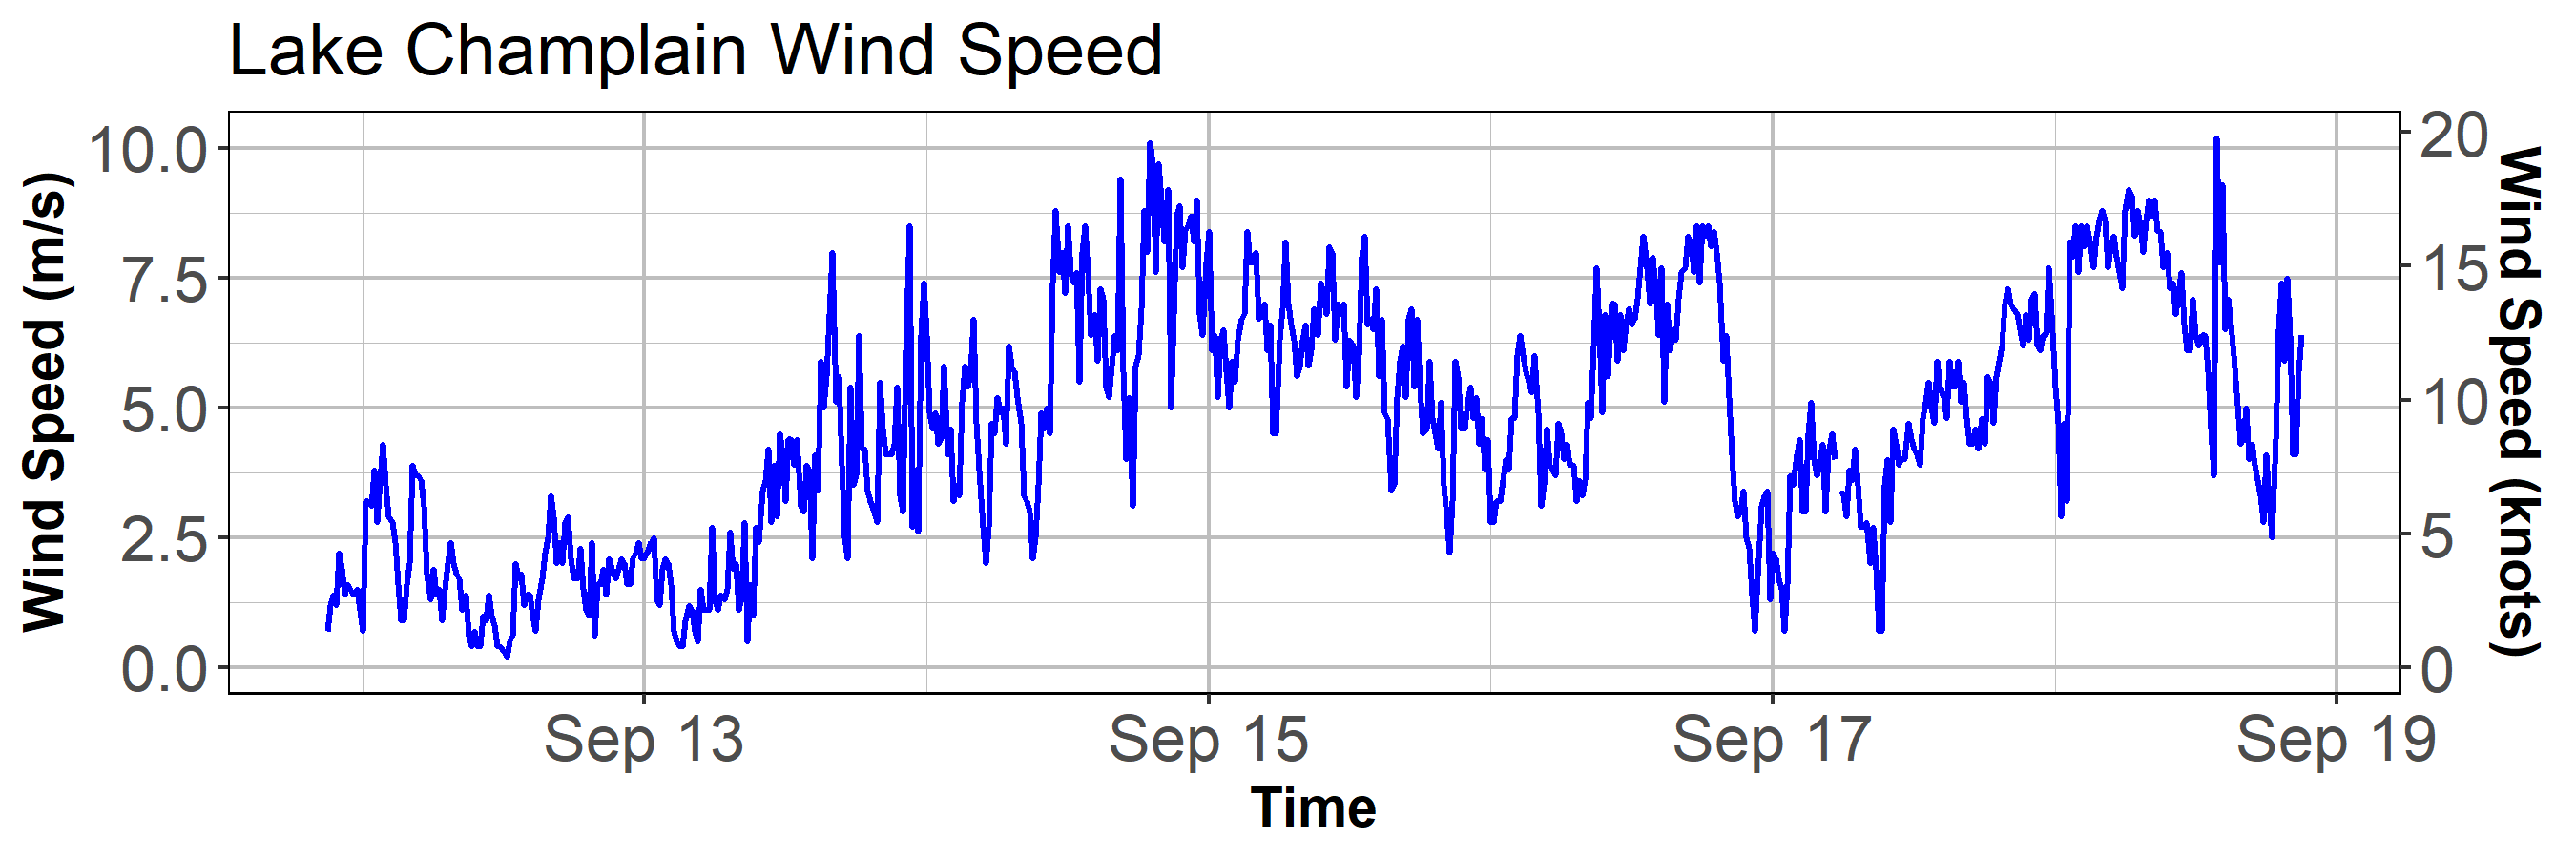 Lake Champlain Wind Speed
Wind Speed (m/s)
10.0
7.5
5.0
2.5
0.0
20
15
10
5
0
Wind Speed (knots)
Sep 13
Sep 15
Sep 17
Sep 19
Time